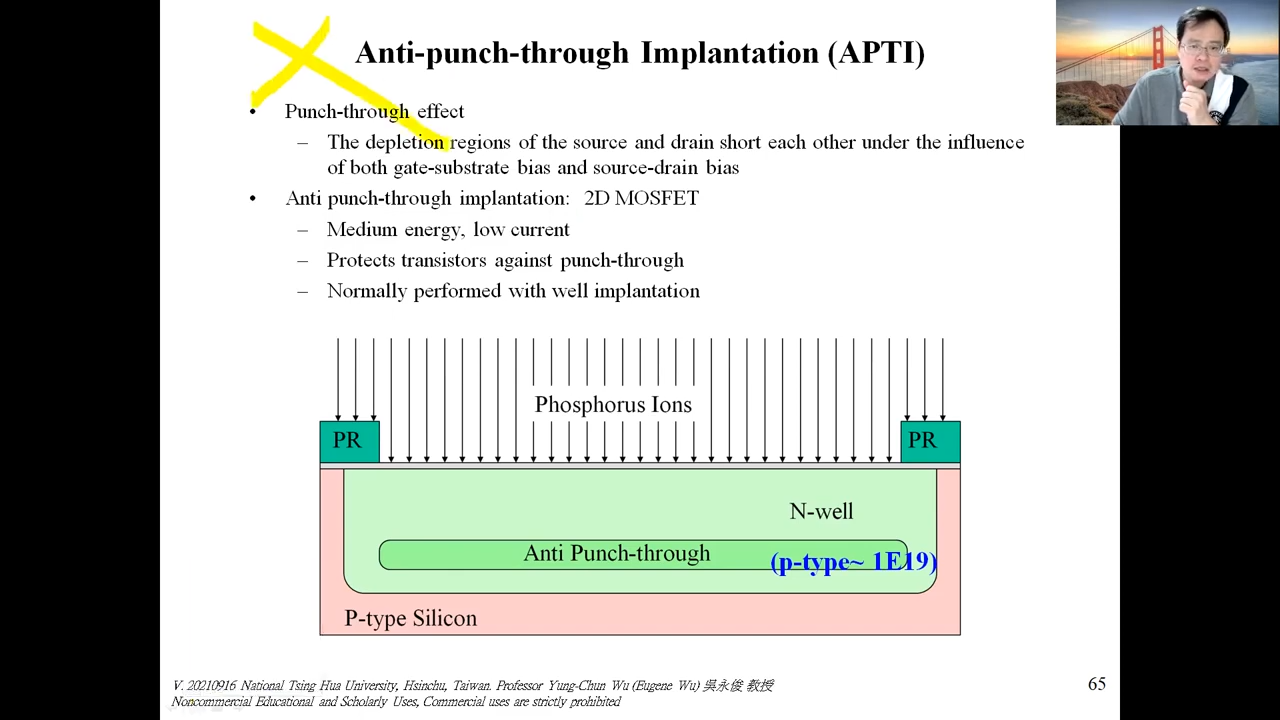 Anti-punch-through Implantation (APTI)
• Punch-through effect
– The depletion regions of the source and drain short each other under the influence
of both gate-substrate bias and source-drain bias
• Anti punch-through implantation: 2D MOSFET
– Medium energy, low current
– Protects transistors against punch-through
– Normally performed with well implantation
Phosphorus Ions
PR
PR
N-well
Anti Punch-through
(p-type~ 1E19)
P-type Silicon
V. 20210916 National Tsing Hua University, Hsinchu, Taiwan. Professor Yung-Chun Wu (Eugene Wu) 吳永俊 教授
Noncommercial Educational and Scholarly Uses, Commercial uses are strictly prohibited
65